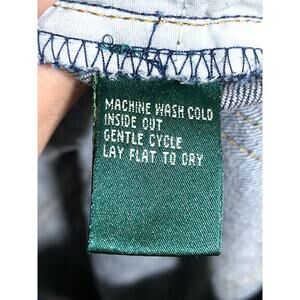 MACHINE WASH COLD
INSIDE OUT
GENTLE CYCLE
LAY FLAT TO DRY